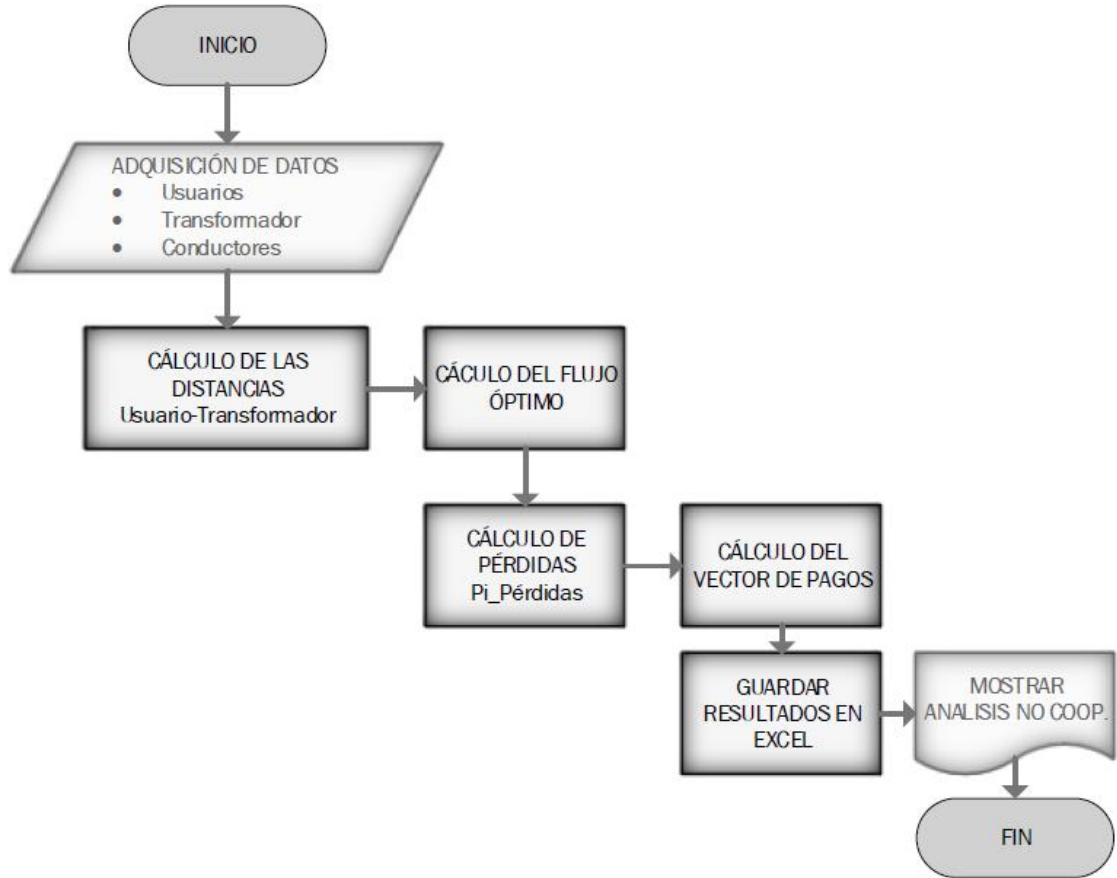 INICIO
ADQUISICIÓN DE DATOS
• Usuarios
• Transformador
• Conductores
CÁLCULO DE LAS
DISTANCIAS
Usuario-Transformador
CÁCULO DEL FLUJO
ÓPTIMO
CÁLCULO DE
PÉRDIDAS
Pi_Pérdidas
CÁLCULO DEL
VECTOR DE PAGOS
GUARDAR
RESULTADOS EN
EXCEL
MOSTRAR
ANALISIS NO COOP.
FIN